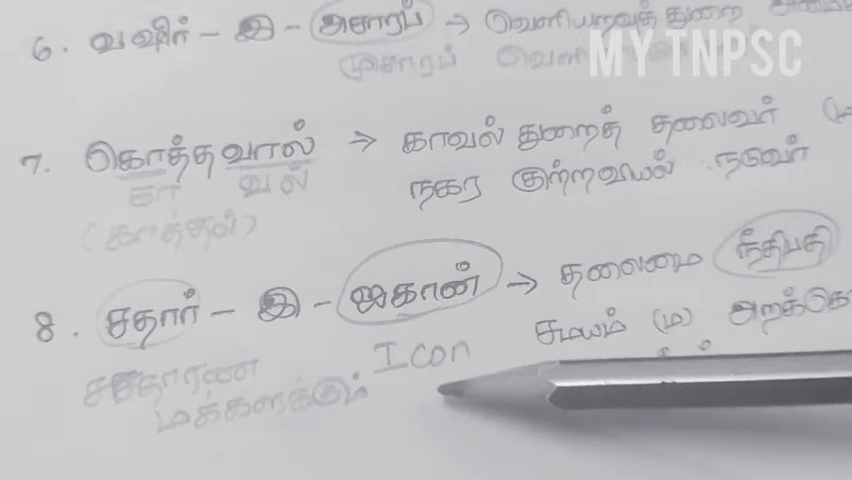 6. வஷிர் - இ - அசாரப் → வெளியுறவுத் துறை
முசாரப் வெளி
MY TNPSC
7. கொத்தவால் → காவல் துறைத் தலைவர் (ம)
கா வல் நகர குற்றவியல் நடுவர்
(காத்தல்)
8. சதார் - இ - ஜகான் → தலைமை நீதிபதி
Icon சமயம் (ம) அறக்கொ
சாதாரண
மக்களுக்கும்